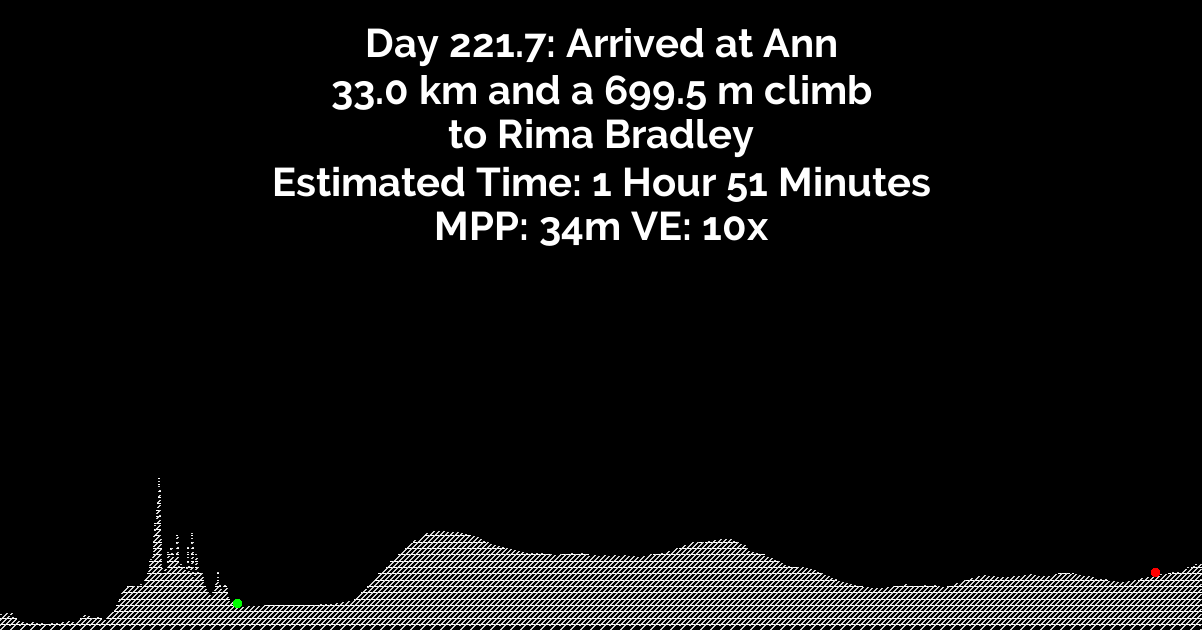 Day 221.7: Arrived at Ann
33.0 km and a 699.5 m climb
to Rima Bradley
Estimated Time: 1 Hour 51 Minutes
MPP: 34m VE: 10x